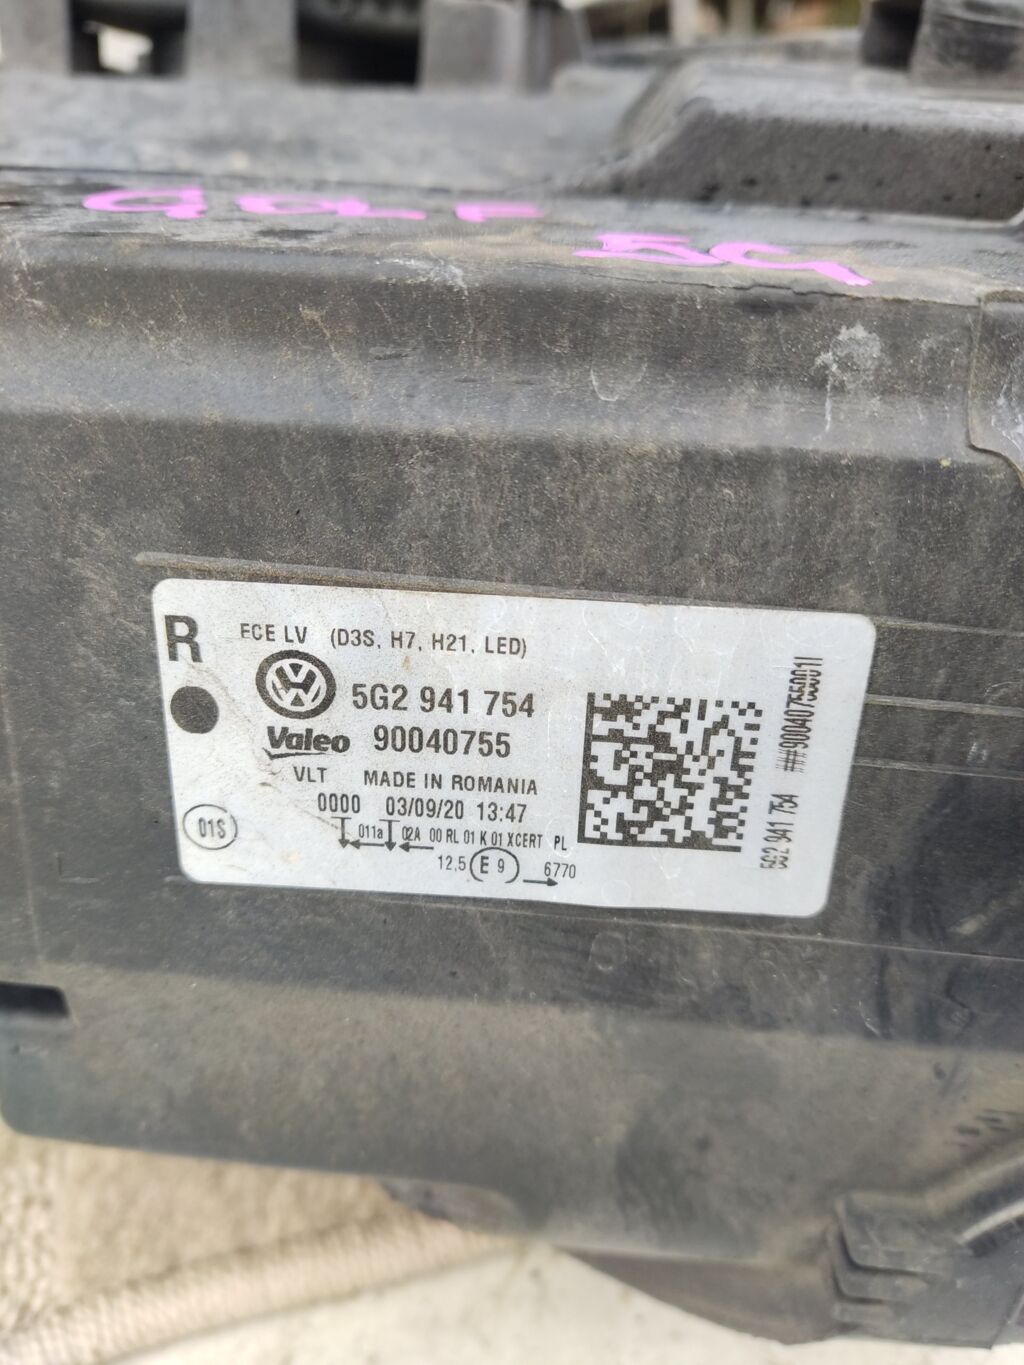 GOLF
5G
R
ECE LV (D3S, H7, H21, LED)
5G2 941 754
Valeo 90040755
VLT MADE IN ROMANIA
0000 03/09/20 13:47
01S
011a 02A 00 RL 01 K 01 XCERT PL
12,5 E 9 6770
5G2 941 754 ###900407550011